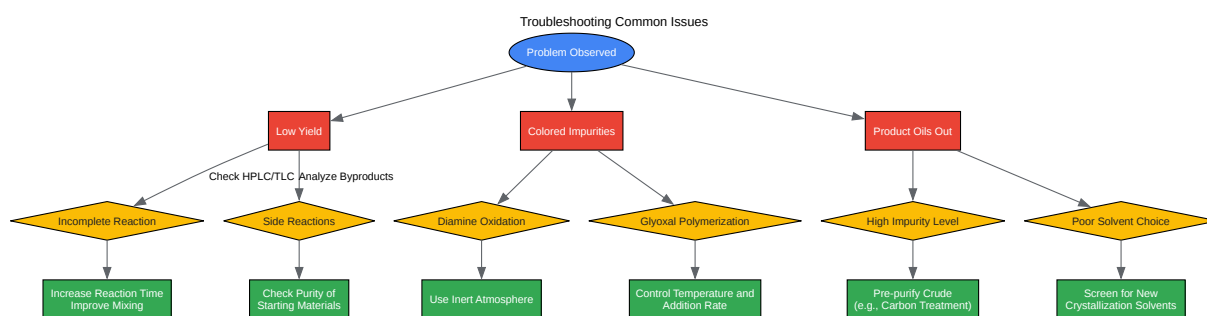 Troubleshooting Common Issues
Problem Observed
Low Yield
Colored Impurities
Product Oils Out
Check HPLC/TLC
Analyze Byproducts
Incomplete Reaction
Side Reactions
Diamine Oxidation
Glyoxal Polymerization
High Impurity Level
Poor Solvent Choice
Increase Reaction Time
Improve Mixing
Check Purity of
Starting Materials
Use Inert Atmosphere
Control Temperature and
Addition Rate
Pre-purify Crude
(e.g., Carbon Treatment)
Screen for New
Crystallization Solvents